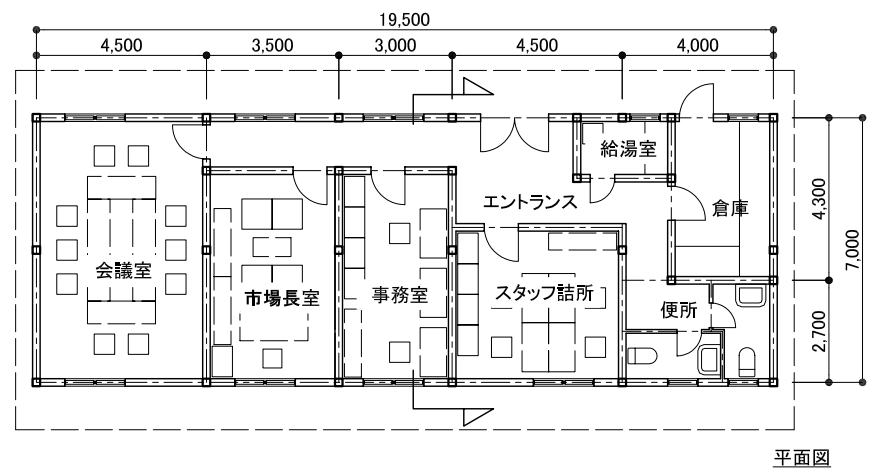 19,500
4,500 3,500 3,000 4,500 4,000
給湯室
エントランス
倉庫
4,300
7,000
会議室
市場長室
事務室
スタッフ詰所
便所
2,700
平面図